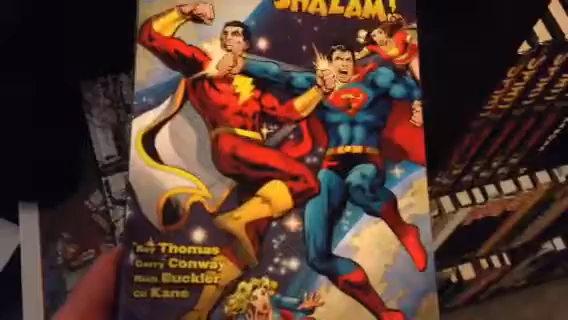 SHAZAM!
Roy Thomas
Gerry Conway
Rich Buckler
Gil Kane